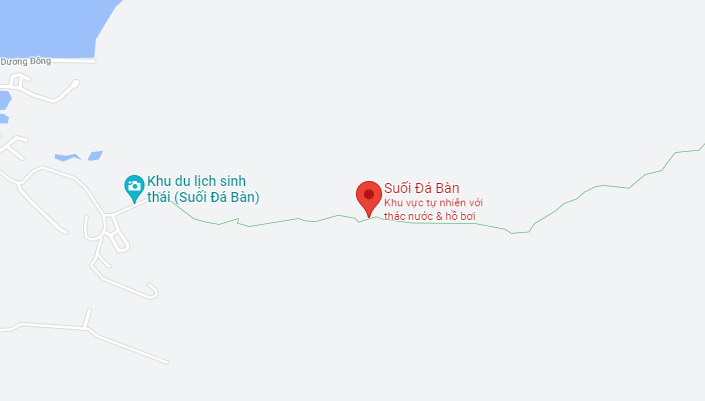 Dương Đông
Khu du lịch sinh
thái (Suối Đá Bàn)
Suối Đá Bàn
Khu vực tự nhiên với
thác nước & hồ bơi